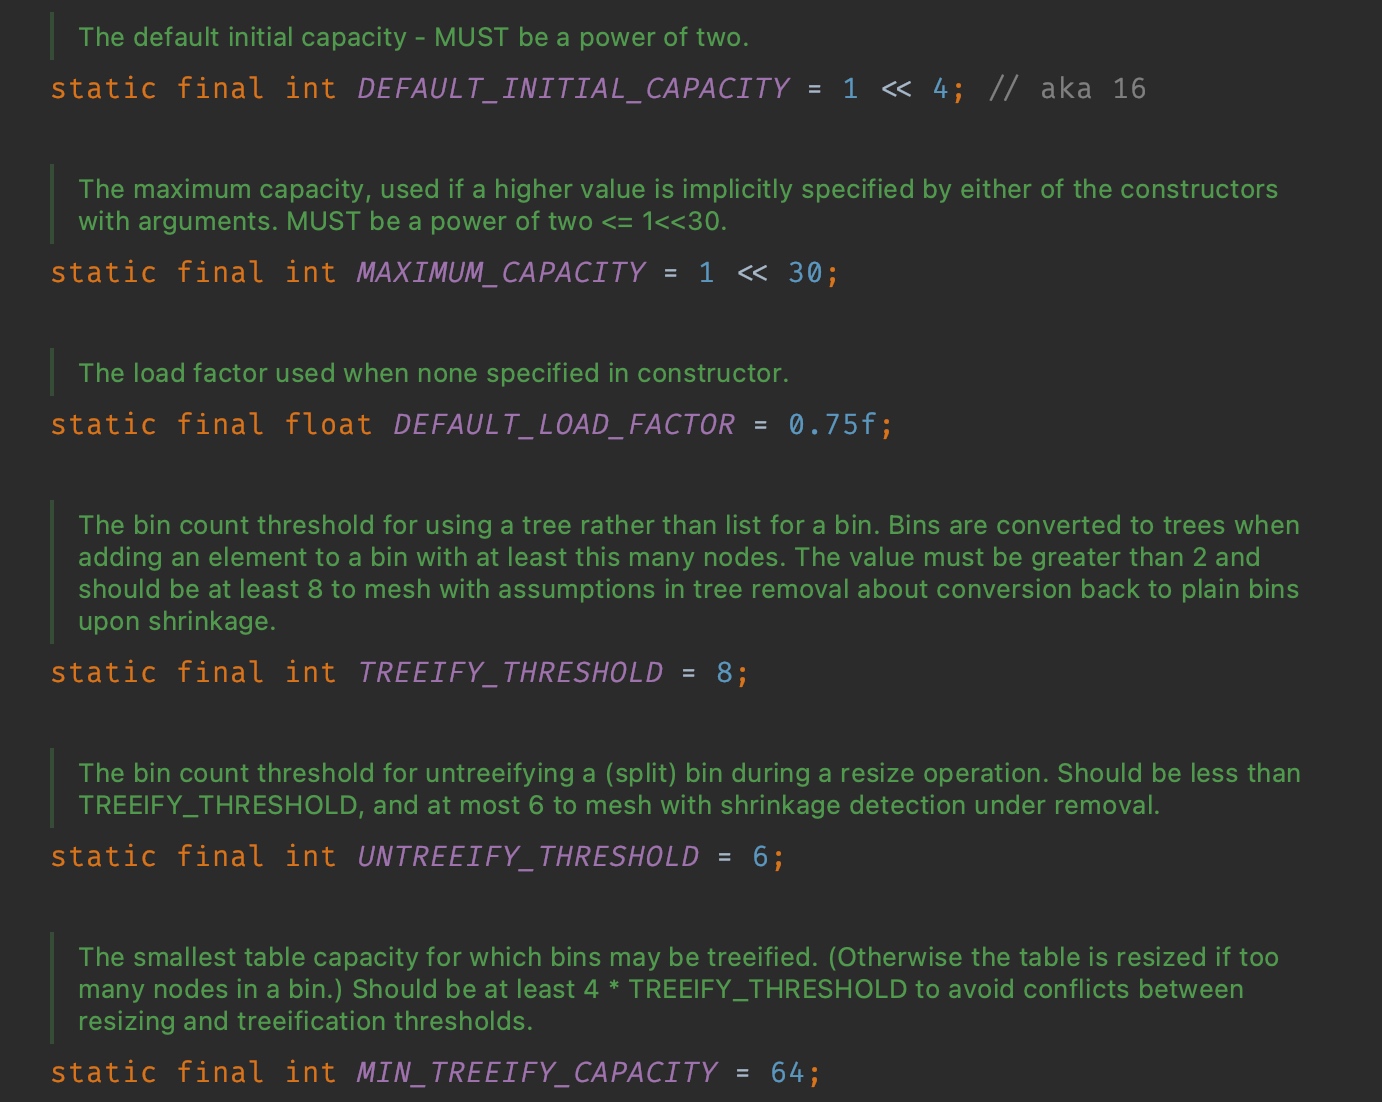 The default initial capacity - MUST be a power of two.
static final int DEFAULT_INITIAL_CAPACITY = 1 << 4; // aka 16
The maximum capacity, used if a higher value is implicitly specified by either of the constructors
with arguments. MUST be a power of two <= 1<<30.
static final int MAXIMUM_CAPACITY = 1 << 30;
The load factor used when none specified in constructor.
static final float DEFAULT_LOAD_FACTOR = 0.75f;
The bin count threshold for using a tree rather than list for a bin. Bins are converted to trees when
adding an element to a bin with at least this many nodes. The value must be greater than 2 and
should be at least 8 to mesh with assumptions in tree removal about conversion back to plain bins
upon shrinkage.
static final int TREEIFY_THRESHOLD = 8;
The bin count threshold for untreeifying a (split) bin during a resize operation. Should be less than
TREEIFY_THRESHOLD, and at most 6 to mesh with shrinkage detection under removal.
static final int UNTREEIFY_THRESHOLD = 6;
The smallest table capacity for which bins may be treeified. (Otherwise the table is resized if too
many nodes in a bin.) Should be at least 4 * TREEIFY_THRESHOLD to avoid conflicts between
resizing and treeification thresholds.
static final int MIN_TREEIFY_CAPACITY = 64;